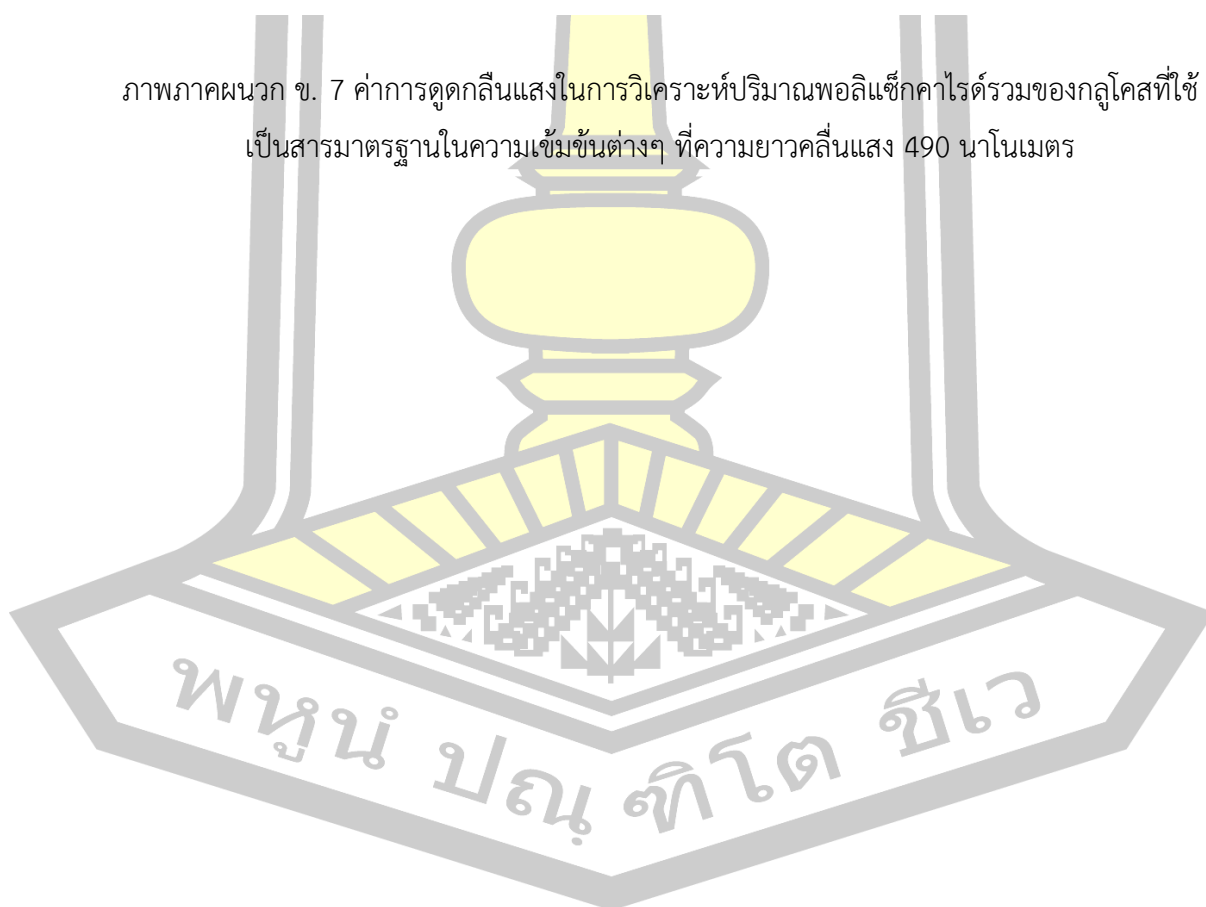 ภาพภาคผนวก ข. 7 ค่าการดูดกลืนแสงในการวิเคราะห์ปริมาณพอลิแซ็กคาไรด์รวมของกลูโคสที่ใช้
เป็นสารมาตรฐานในความเข้มข้นต่างๆ ที่ความยาวคลื่นแสง 490 นาโนเมตร
พหูนํ ปณฺฑิโต ชีเว